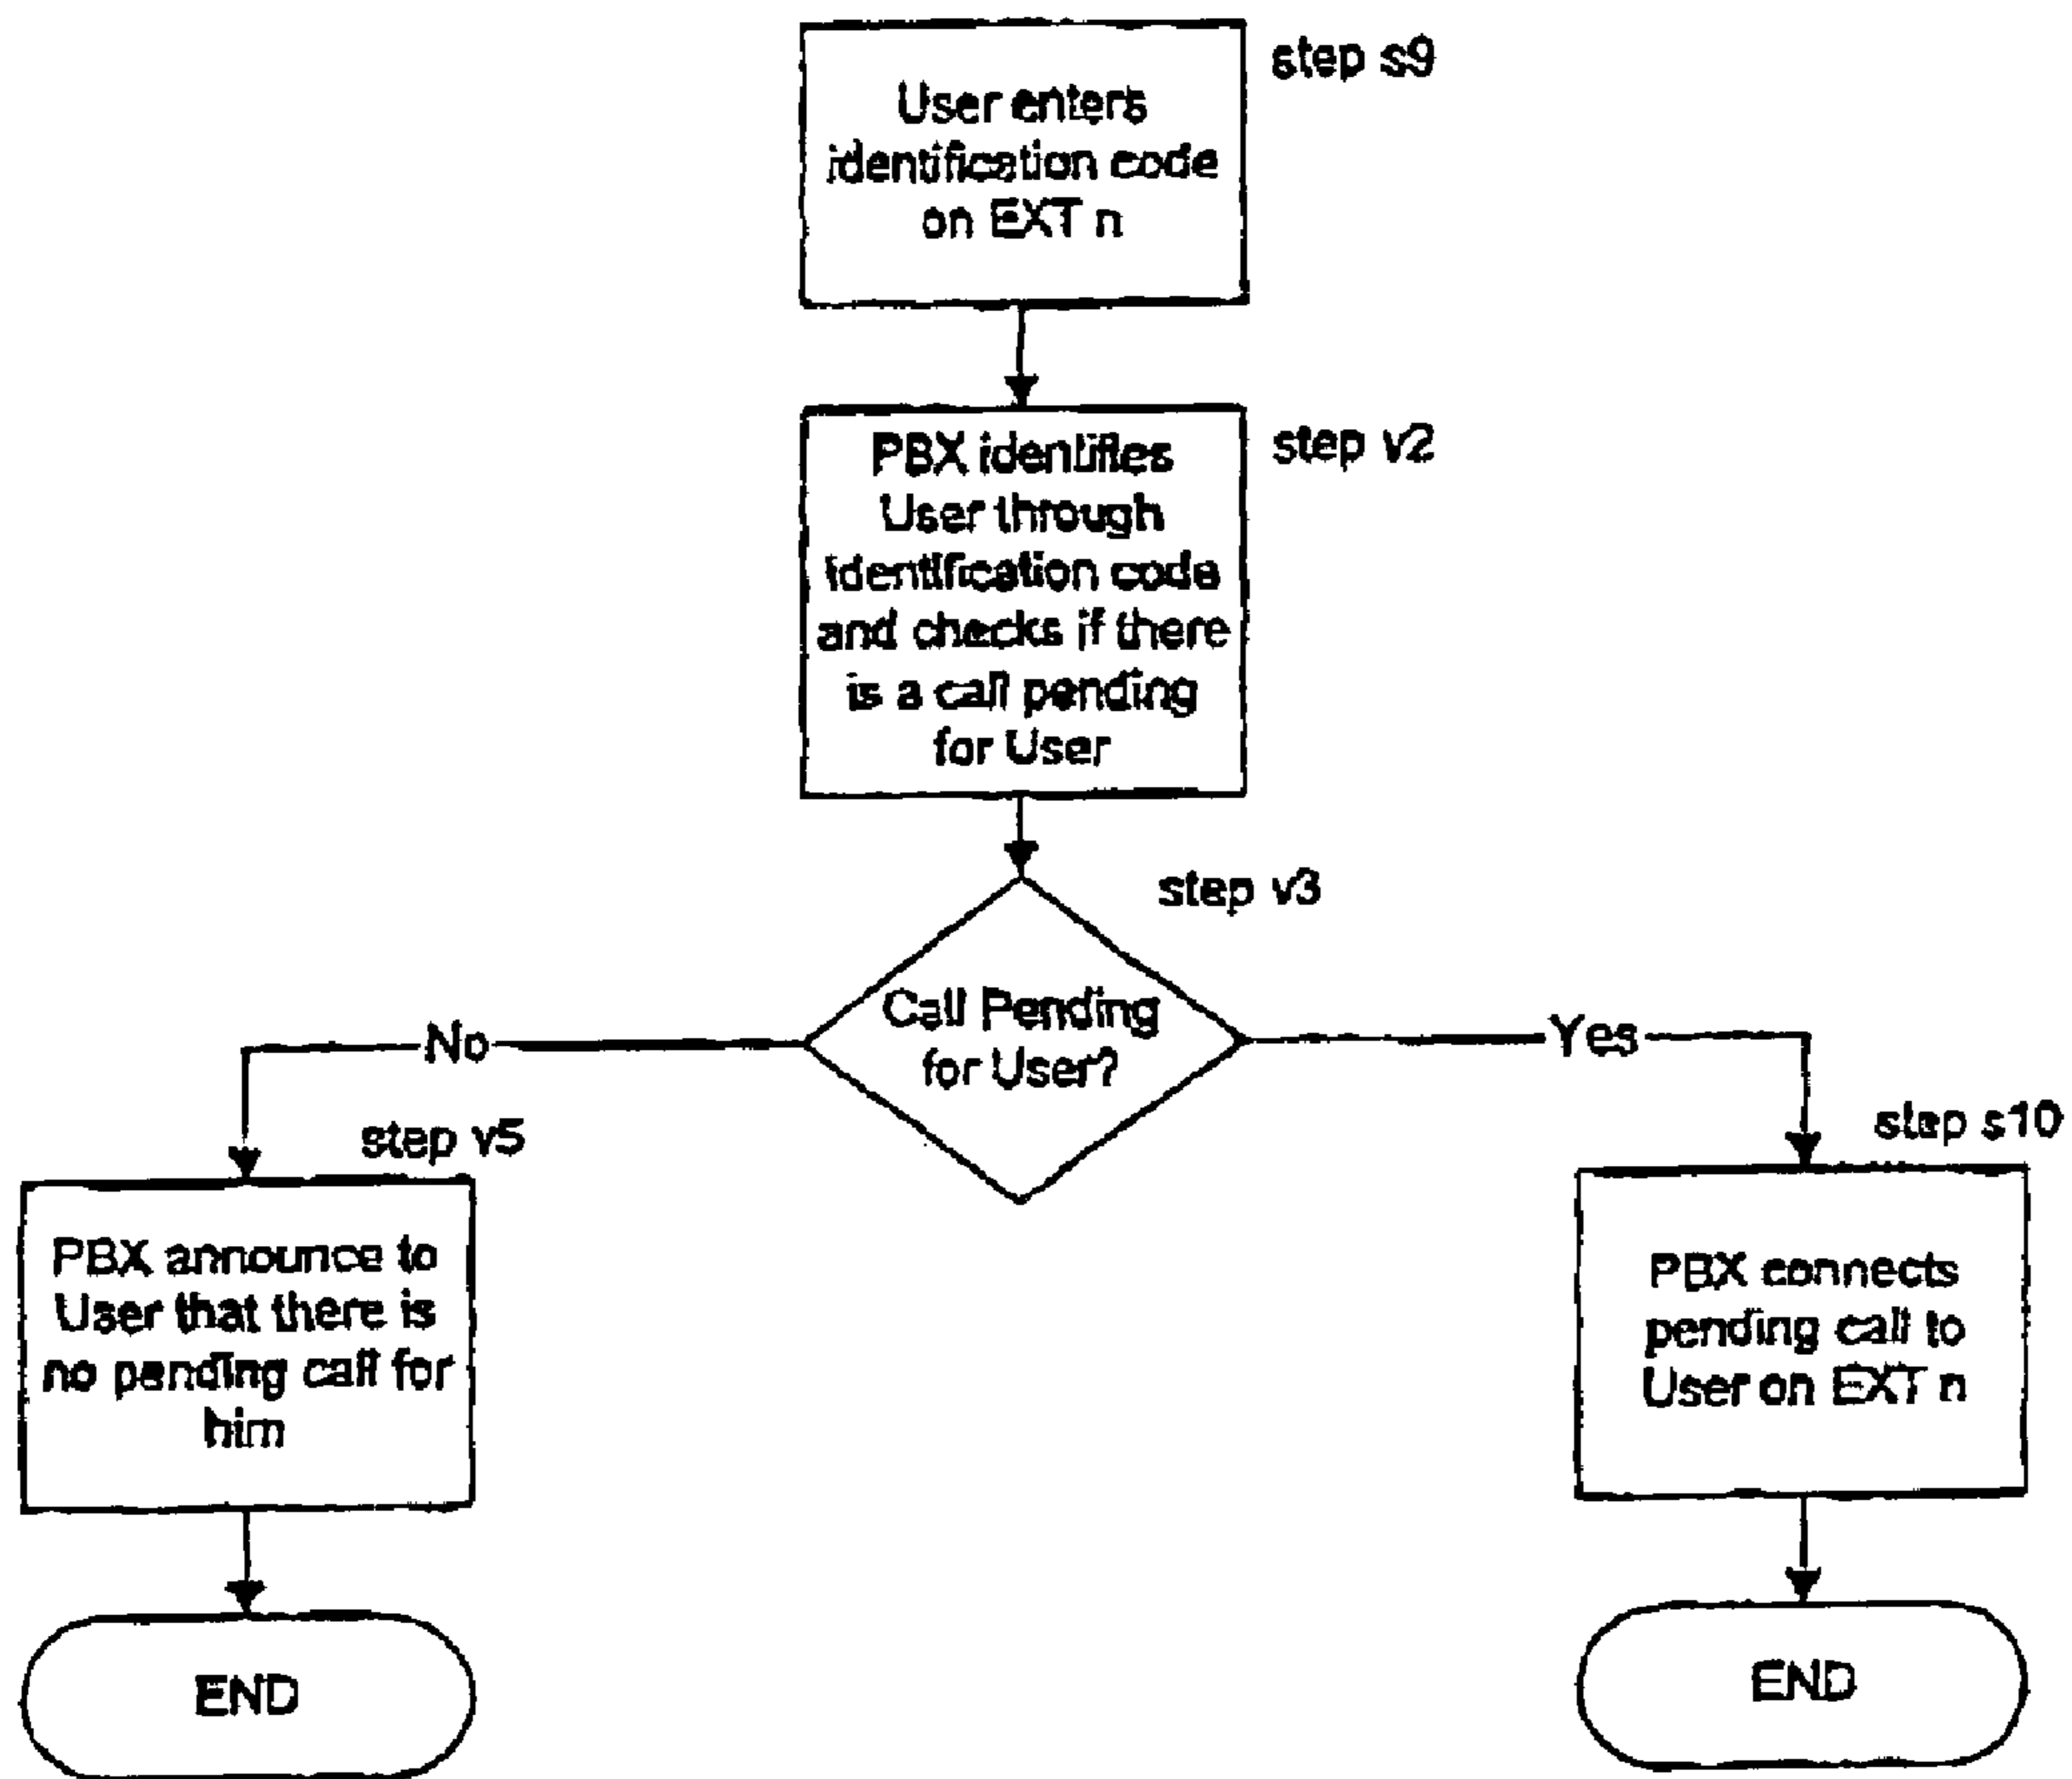 step s9
User enters
identification code
on EXT n
step v2
PBX identifies
User through
identification code
and checks if there
is a call pending
for User
step v3
Call Pending
for User?
No
Yes
step v5
step s10
PBX announce to
User that there is
no pending call for
him
PBX connects
pending call to
User on EXT n
END
END